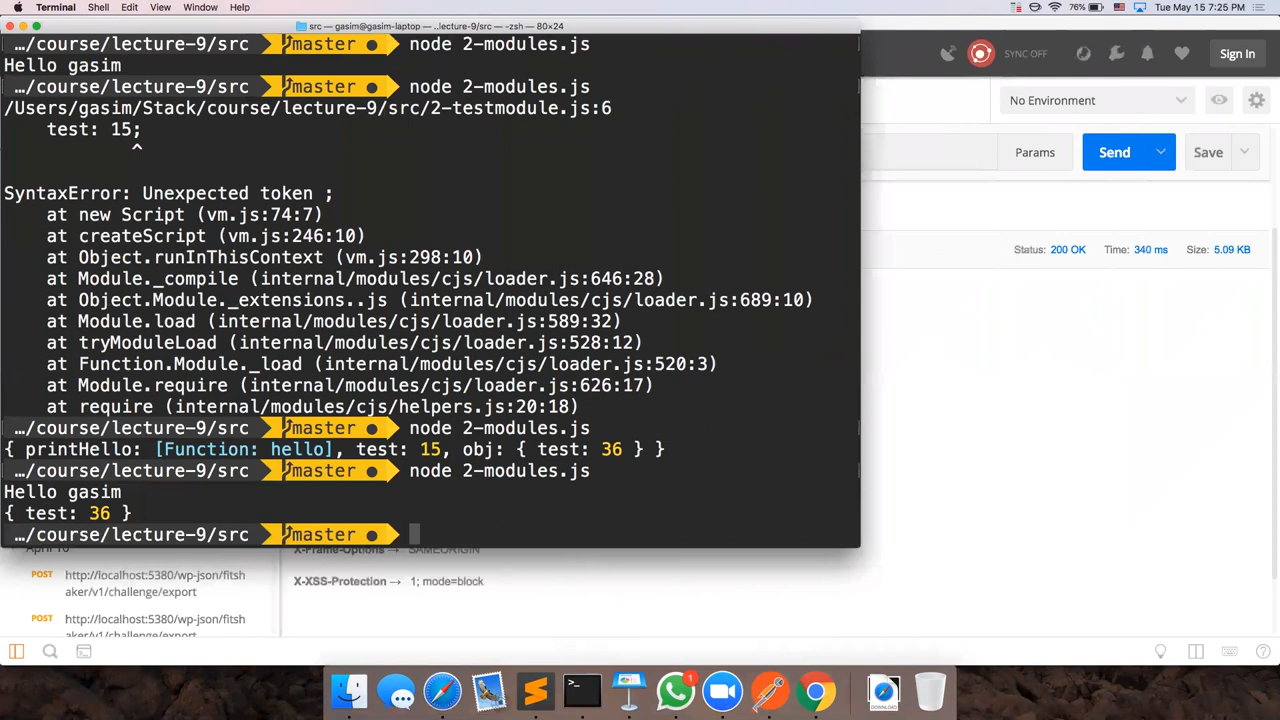 Terminal Shell Edit View Window Help
76% Tue May 15 7:25 PM
src — gasim@gasim-laptop — ..lecture-9/src — -zsh — 80×24
…/course/lecture-9/src master ● node 2-modules.js
Hello gasim
…/course/lecture-9/src master ● node 2-modules.js
/Users/gasim/Stack/course/lecture-9/src/2-testmodule.js:6
    test: 15;
            ^
SyntaxError: Unexpected token ;
    at new Script (vm.js:74:7)
    at createScript (vm.js:246:10)
    at Object.runInThisContext (vm.js:298:10)
    at Module._compile (internal/modules/cjs/loader.js:646:28)
    at Object.Module._extensions..js (internal/modules/cjs/loader.js:689:10)
    at Module.load (internal/modules/cjs/loader.js:589:32)
    at tryModuleLoad (internal/modules/cjs/loader.js:528:12)
    at Function.Module._load (internal/modules/cjs/loader.js:520:3)
    at Module.require (internal/modules/cjs/loader.js:626:17)
    at require (internal/modules/cjs/helpers.js:20:18)
…/course/lecture-9/src master ● node 2-modules.js
{ printHello: [Function: hello], test: 15, obj: { test: 36 } }
…/course/lecture-9/src master ● node 2-modules.js
Hello gasim
{ test: 36 }
…/course/lecture-9/src master ●
SYNC OFF
Sign In
No Environment
Params
Send
Save
Status: 200 OK Time: 340 ms Size: 5.09 KB
X-Frame-Options → SAMEORIGIN
X-XSS-Protection → 1; mode=block
POST http://localhost:5380/wp-json/fitsh
aker/v1/challenge/export
POST http://localhost:5380/wp-json/fitsh
aker/v1/challenge/export
1
DOWNLOAD